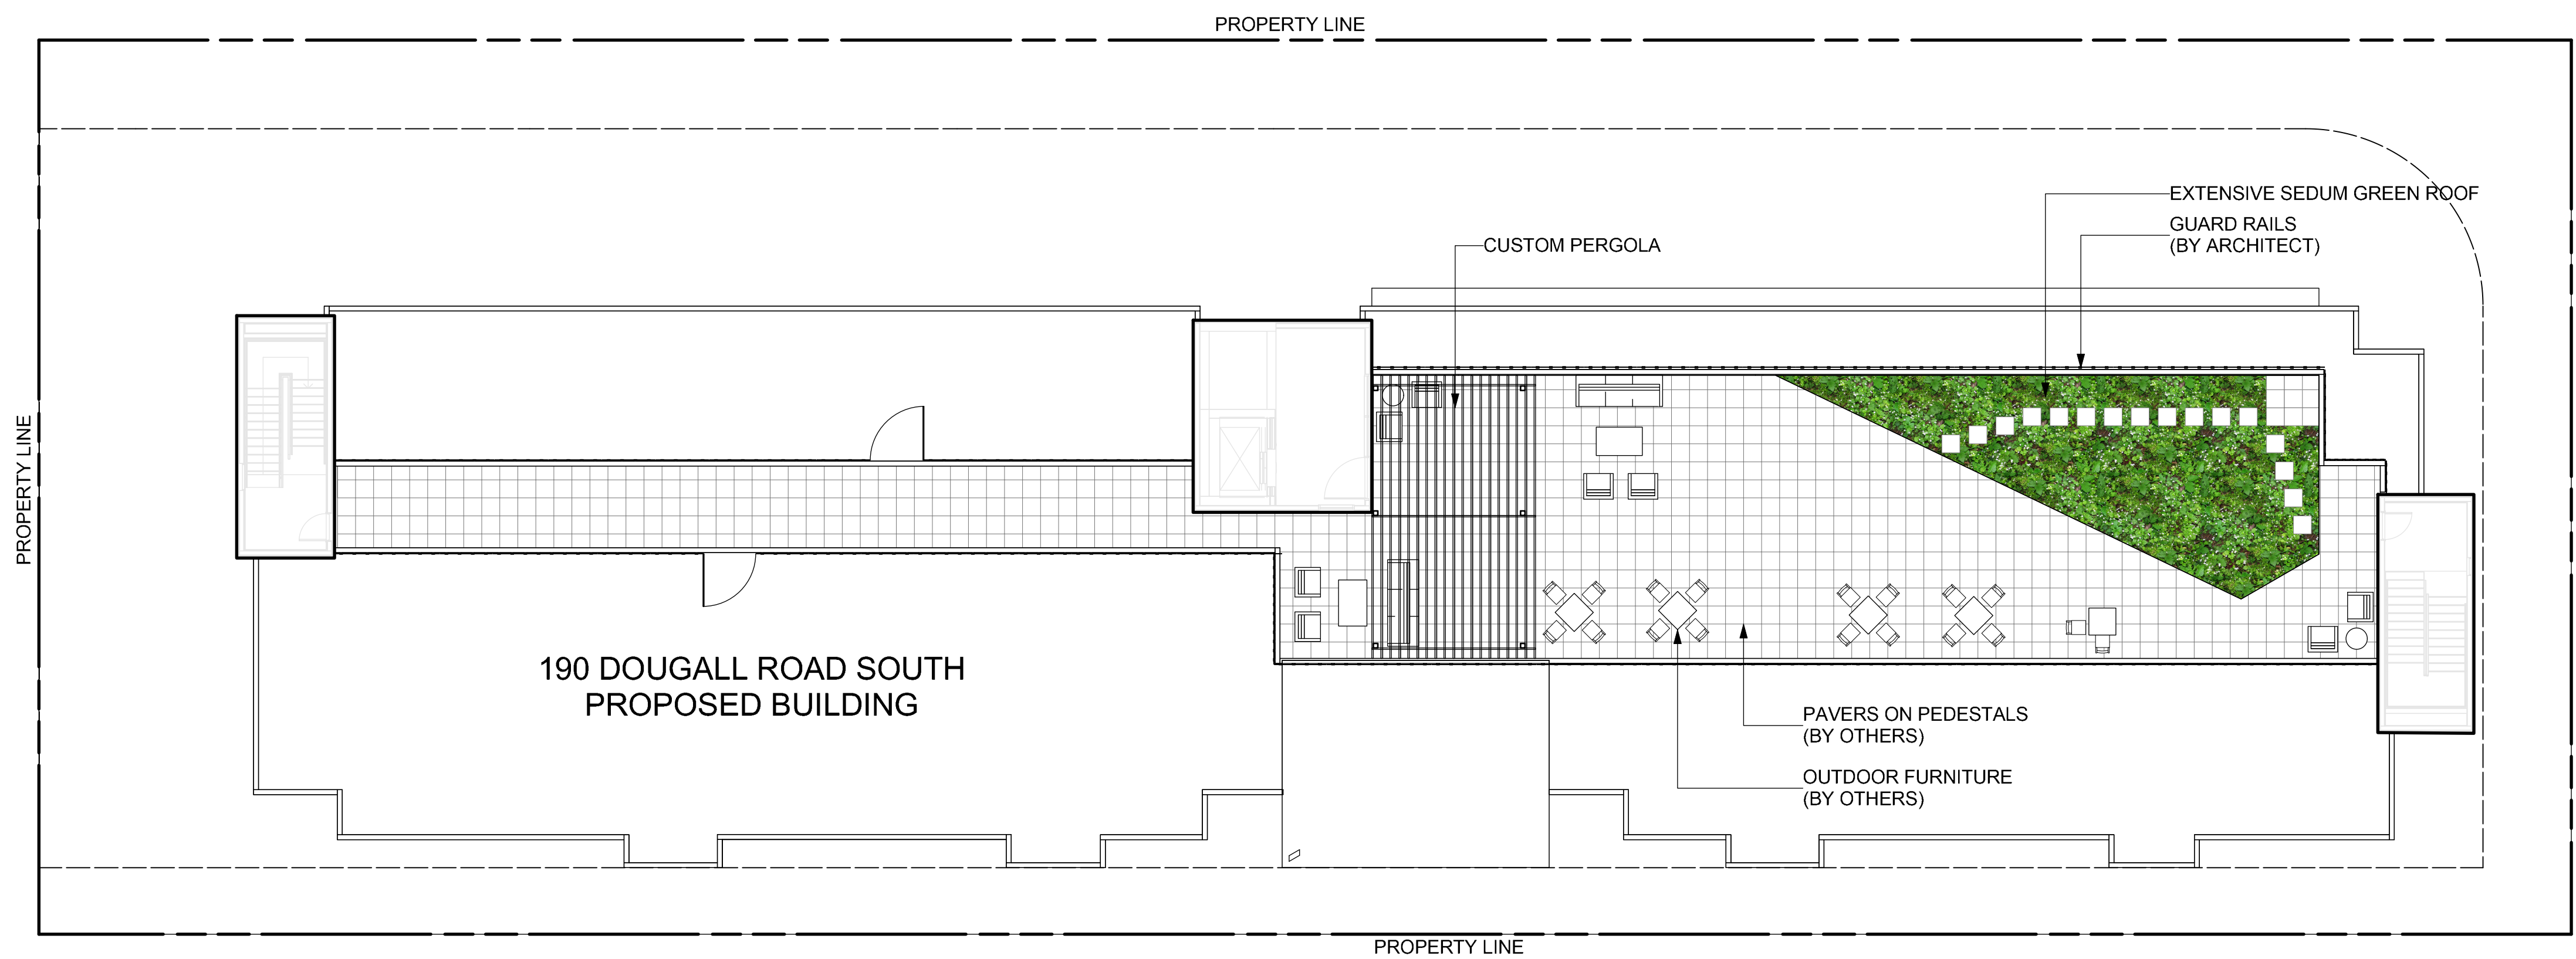 PROPERTY LINE
EXTENSIVE SEDUM GREEN ROOF
GUARD RAILS
(BY ARCHITECT)
CUSTOM PERGOLA
PROPERTY LINE
190 DOUGALL ROAD SOUTH
PROPOSED BUILDING
PAVERS ON PEDESTALS
(BY OTHERS)
OUTDOOR FURNITURE
(BY OTHERS)
PROPERTY LINE